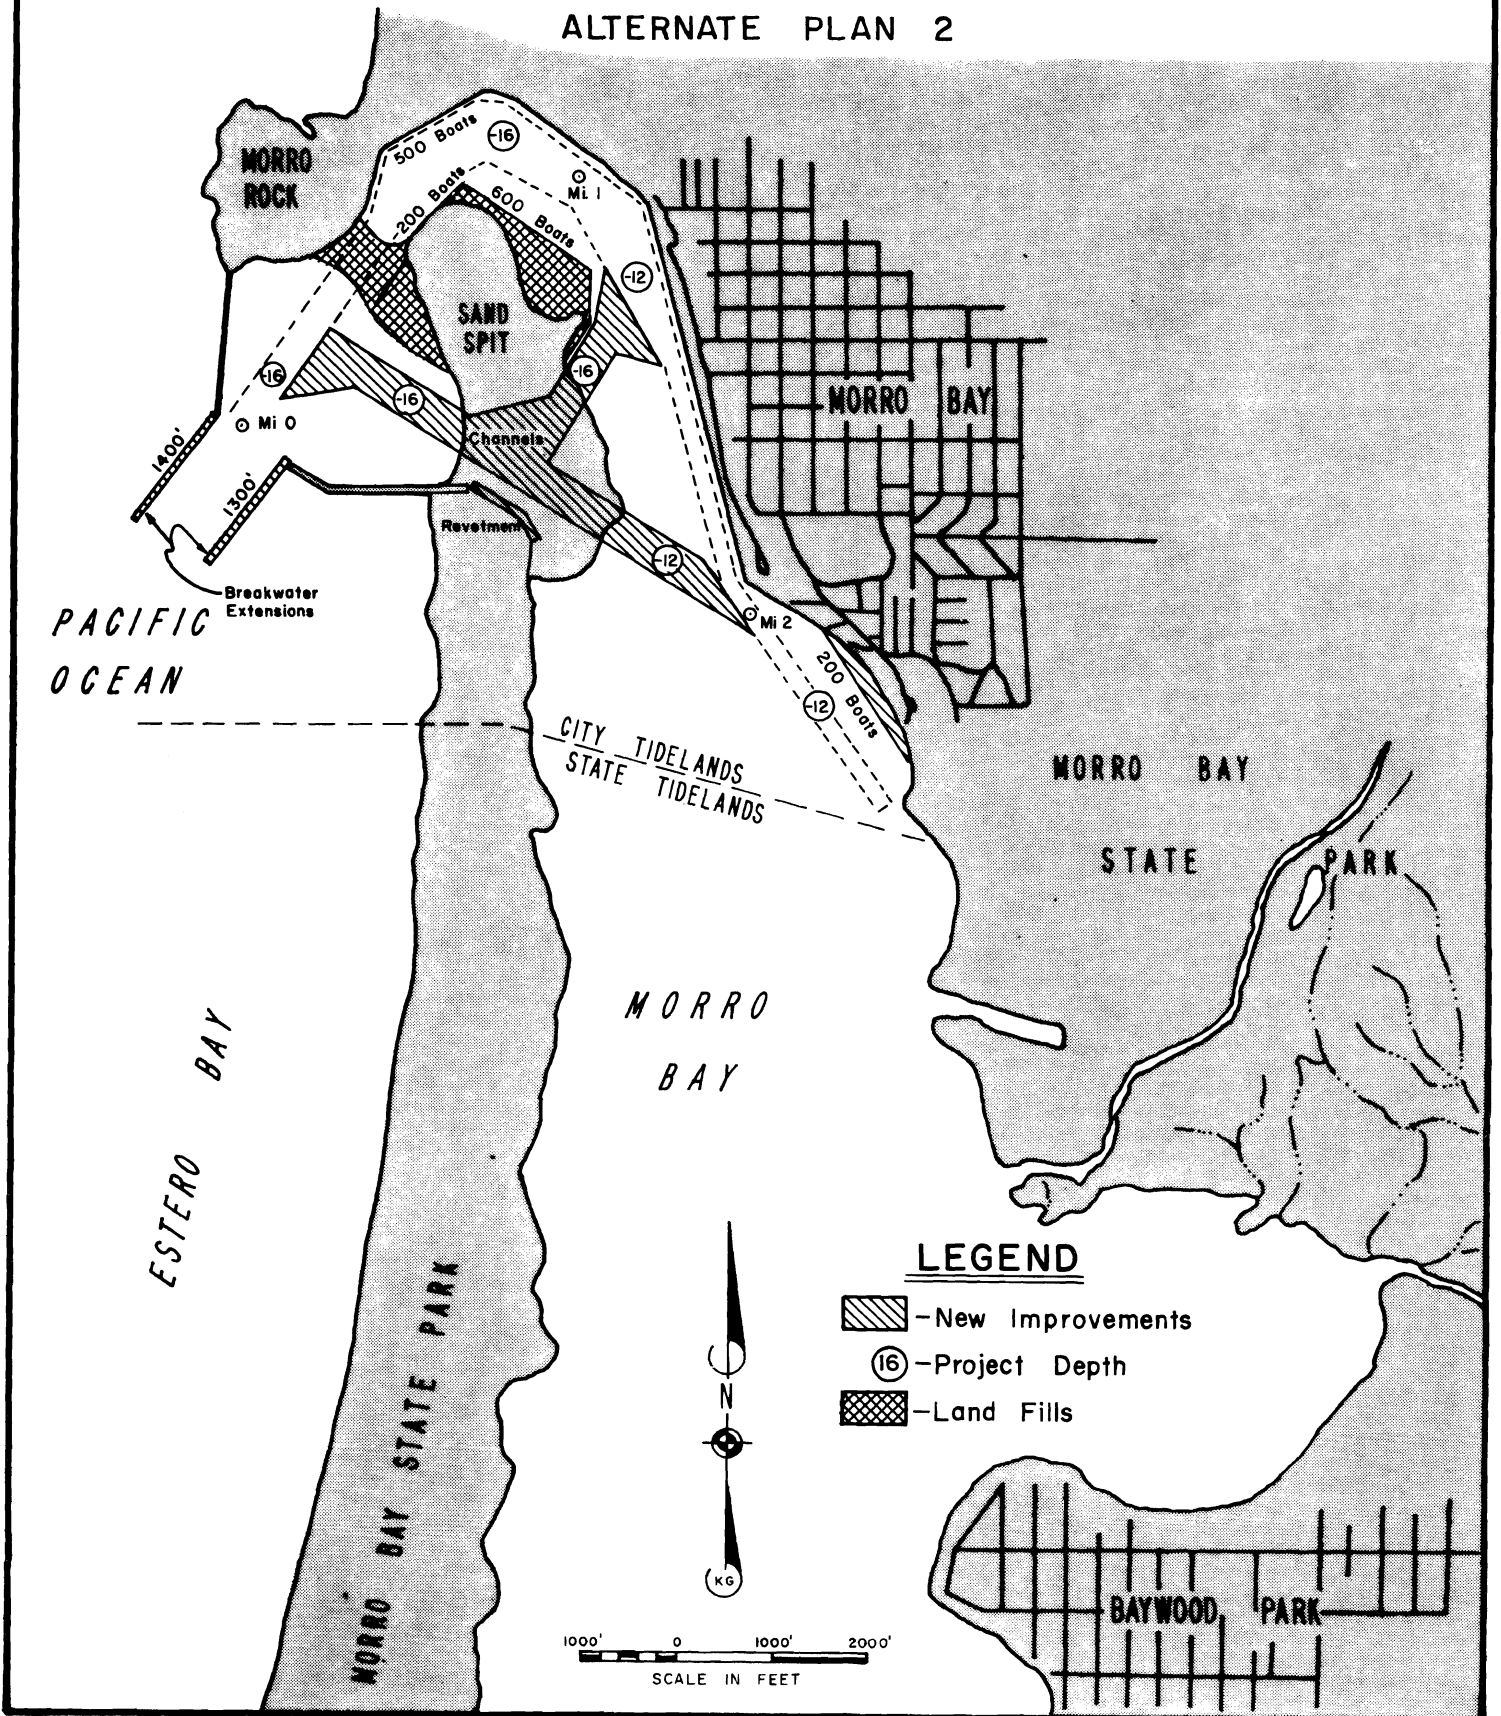 ALTERNATE PLAN 2
500 Boats
-16
MORRO
ROCK
Mi. 1
200 Boats
600 Boats
-12
SAND
SPIT
-16
-16
-16
MORRO BAY
Mi 0
Channels
1400'
1300'
Revetment
-12
Breakwater
Extensions
Mi 2
PACIFIC
OCEAN
200 Boats
-12
CITY TIDELANDS
STATE TIDELANDS
MORRO BAY
STATE PARK
MORRO
BAY
ESTERO BAY
MORRO BAY STATE PARK
LEGEND
-New Improvements
16 -Project Depth
-Land Fills
N
KG
1000' 0 1000' 2000'
SCALE IN FEET
BAYWOOD PARK